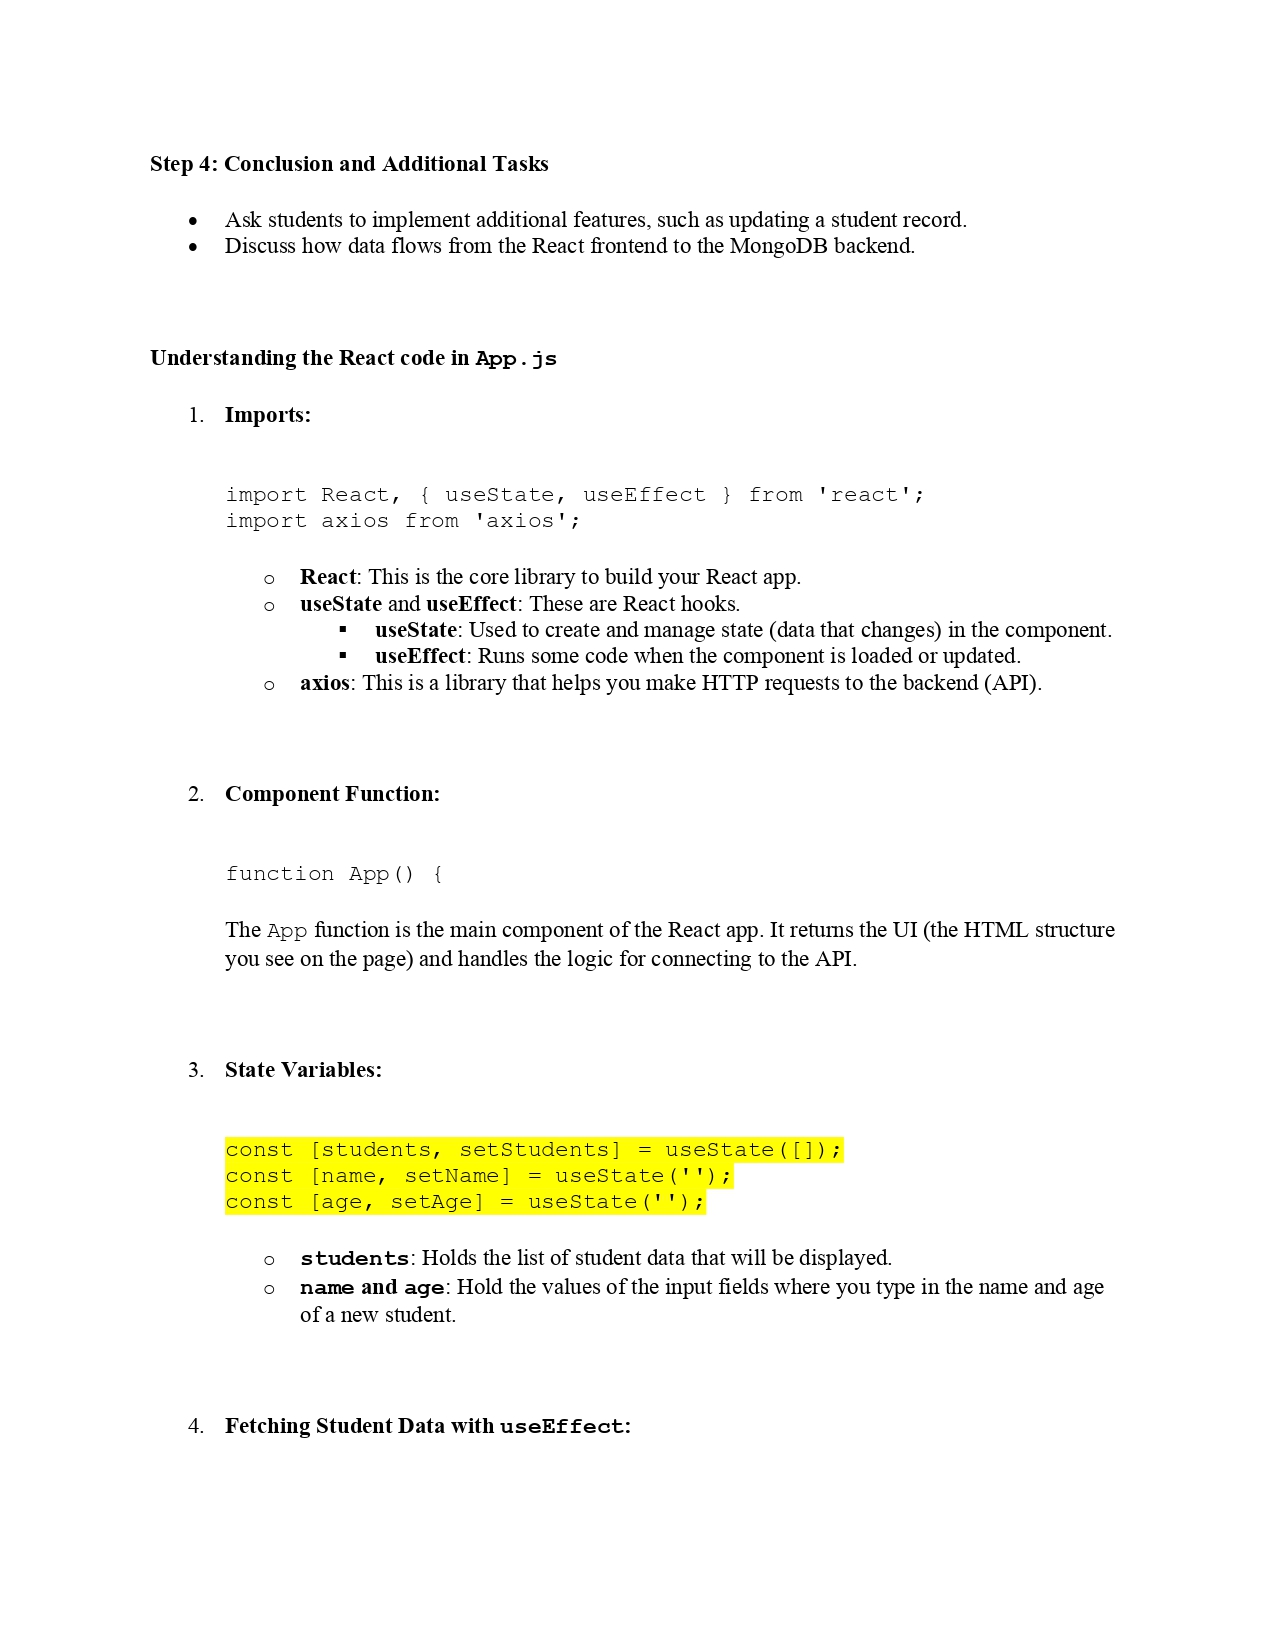 Step 4: Conclusion and Additional Tasks
• Ask students to implement additional features, such as updating a student record.
• Discuss how data flows from the React frontend to the MongoDB backend.
Understanding the React code in App.js
1. Imports:
import React, { useState, useEffect } from 'react';
import axios from 'axios';
o React: This is the core library to build your React app.
o useState and useEffect: These are React hooks.
▪ useState: Used to create and manage state (data that changes) in the component.
▪ useEffect: Runs some code when the component is loaded or updated.
o axios: This is a library that helps you make HTTP requests to the backend (API).
2. Component Function:
function App() {
The App function is the main component of the React app. It returns the UI (the HTML structure
you see on the page) and handles the logic for connecting to the API.
3. State Variables:
const [students, setStudents] = useState([]);
const [name, setName] = useState('');
const [age, setAge] = useState('');
o students: Holds the list of student data that will be displayed.
o name and age: Hold the values of the input fields where you type in the name and age
of a new student.
4. Fetching Student Data with useEffect: